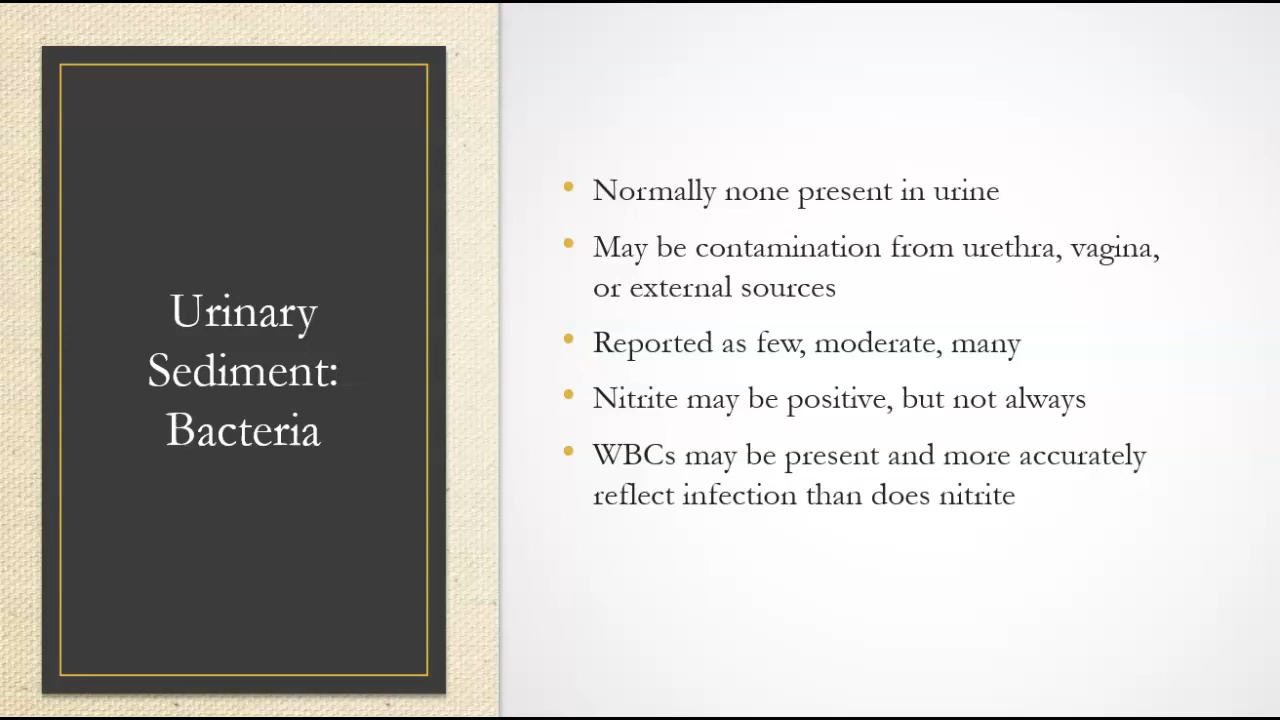 Urinary
Sediment:
Bacteria
• Normally none present in urine
• May be contamination from urethra, vagina,
or external sources
• Reported as few, moderate, many
• Nitrite may be positive, but not always
• WBCs may be present and more accurately
reflect infection than does nitrite